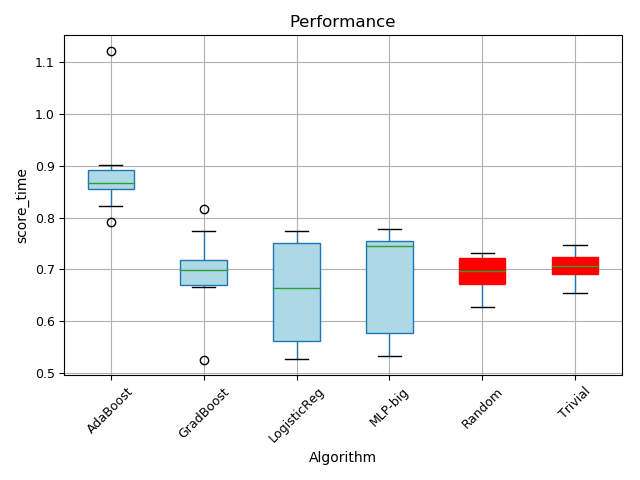 Performance
score_time
1.1
1.0
0.9
0.8
0.7
0.6
0.5
AdaBoost
GradBoost
LogisticReg
MLP-big
Random
Trivial
Algorithm